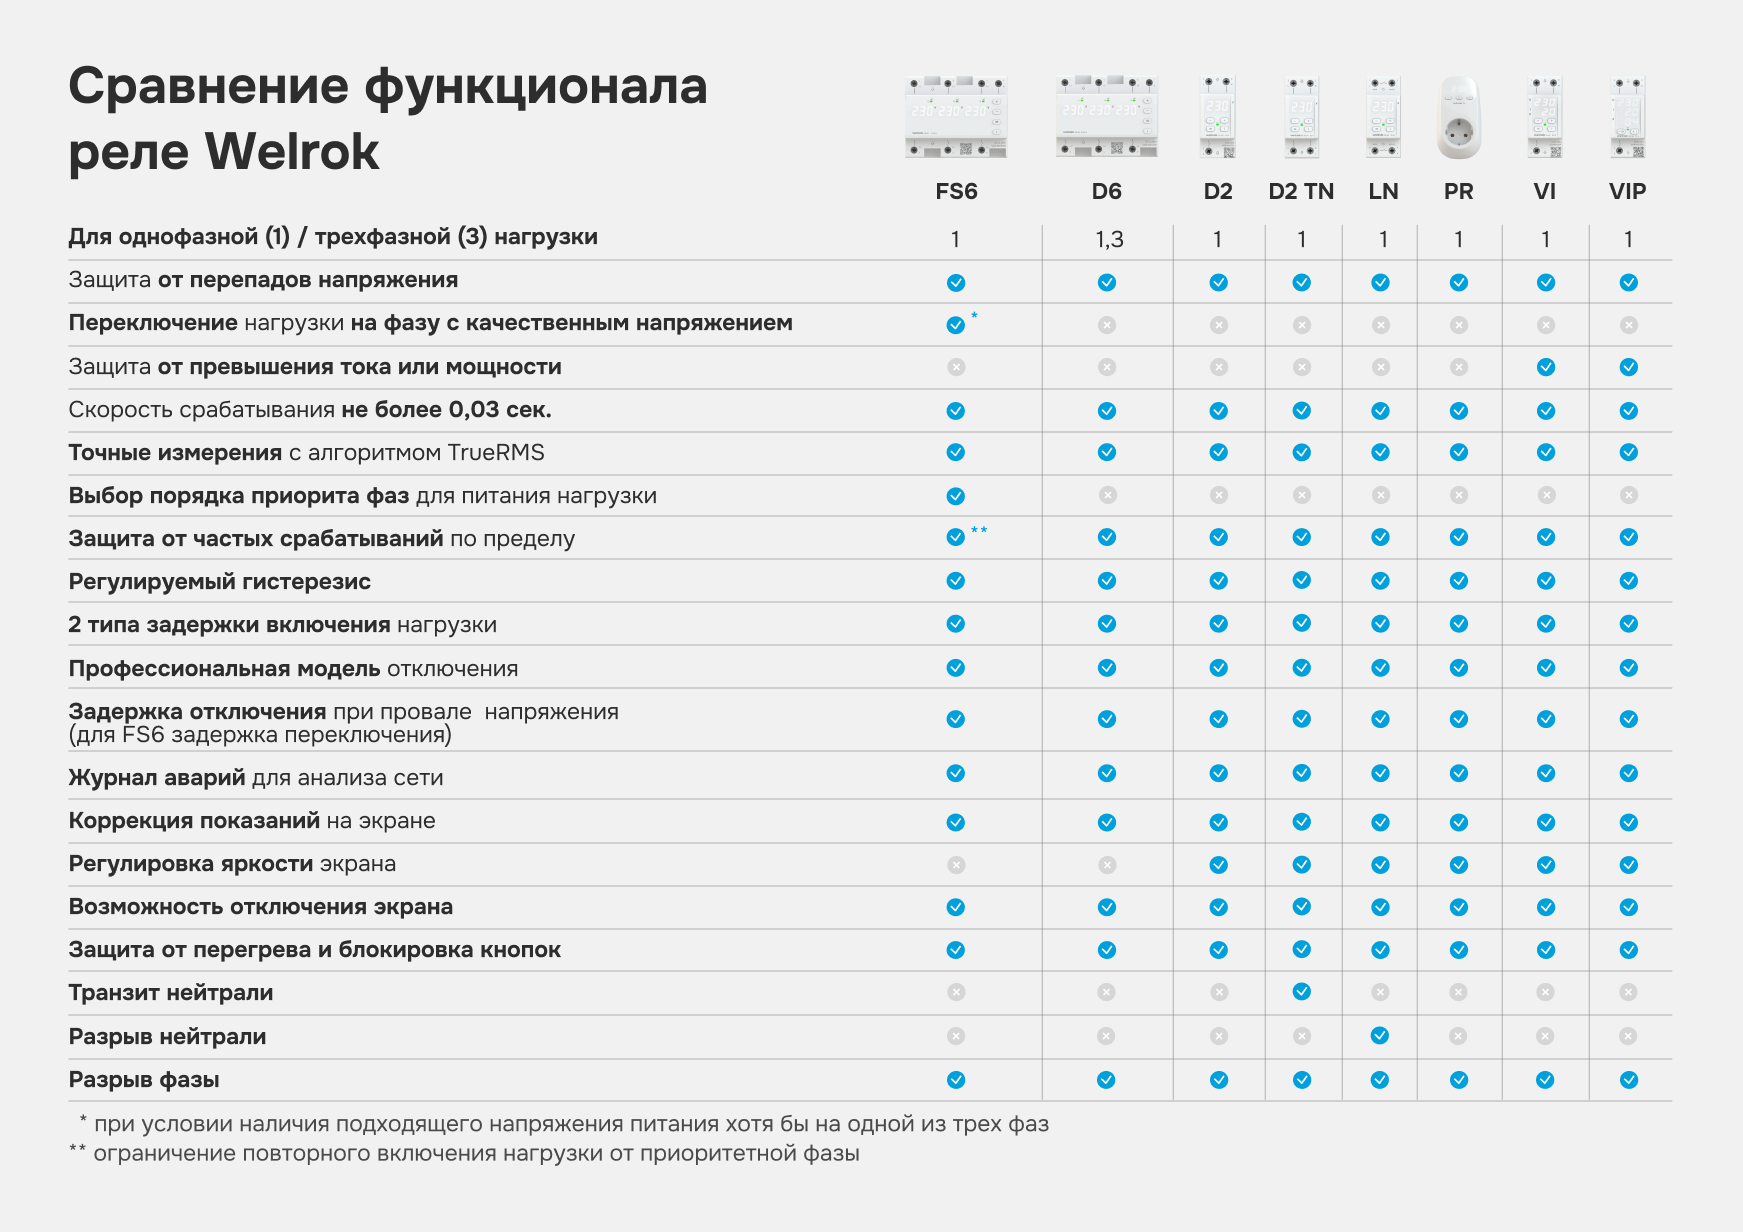 Сравнение функционала
реле Welrok
FS6 D6 D2 D2 TN LN PR VI VIP
Для однофазной (1) / трехфазной (3) нагрузки 1 1,3 1 1 1 1 1 1
Защита от перепадов напряжения
Переключение нагрузки на фазу с качественным напряжением *
Защита от превышения тока или мощности
Скорость срабатывания не более 0,03 сек.
Точные измерения с алгоритмом TrueRMS
Выбор порядка приорита фаз для питания нагрузки
Защита от частых срабатываний по пределу **
Регулируемый гистерезис
2 типа задержки включения нагрузки
Профессиональная модель отключения
Задержка отключения при провале напряжения
(для FS6 задержка переключения)
Журнал аварий для анализа сети
Коррекция показаний на экране
Регулировка яркости экрана
Возможность отключения экрана
Защита от перегрева и блокировка кнопок
Транзит нейтрали
Разрыв нейтрали
Разрыв фазы
* при условии наличия подходящего напряжения питания хотя бы на одной из трех фаз
** ограничение повторного включения нагрузки от приоритетной фазы